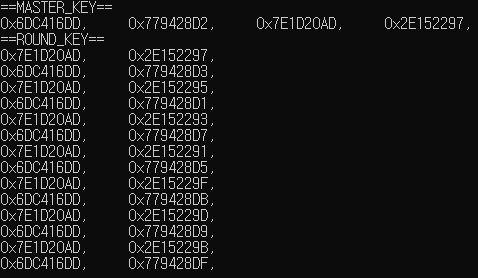 ==MASTER_KEY==
0x6DC416DD, 0x779428D2, 0x7E1D20AD, 0x2E152297,
==ROUND_KEY==
0x7E1D20AD, 0x2E152297,
0x6DC416DD, 0x779428D3,
0x7E1D20AD, 0x2E152295,
0x6DC416DD, 0x779428D1,
0x7E1D20AD, 0x2E152293,
0x6DC416DD, 0x779428D7,
0x7E1D20AD, 0x2E152291,
0x6DC416DD, 0x779428D5,
0x7E1D20AD, 0x2E15229F,
0x6DC416DD, 0x779428DB,
0x7E1D20AD, 0x2E15229D,
0x6DC416DD, 0x779428D9,
0x7E1D20AD, 0x2E15229B,
0x6DC416DD, 0x779428DF,